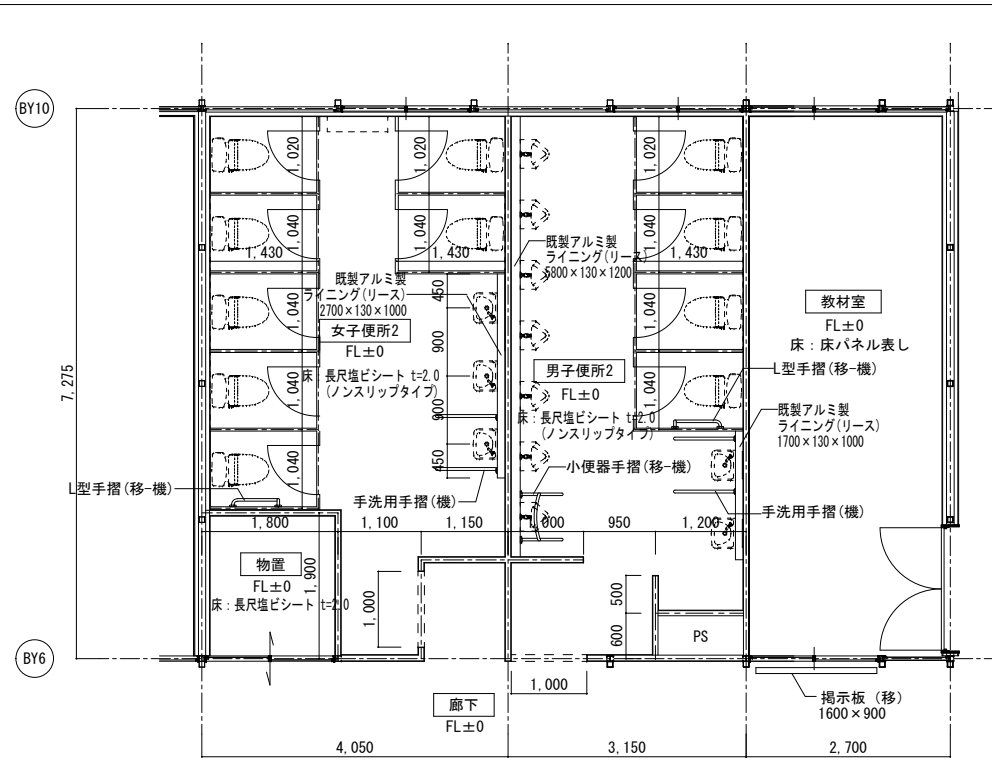 BY10
1,020
1,040
1,430
1,040
1,040
1,040
1,020
1,040
1,430
既製アルミ製
ライニング(リース)
2700×130×1000
女子便所2
FL±0
床：長尺塩ビシート t=2.0
(ノンスリップタイプ)
450
900
900
450
既製アルミ製
ライニング(リース)
5800×130×1200
1,020
1,040
1,430
1,040
1,040
男子便所2
FL±0
床：長尺塩ビシート t=2.0
(ノンスリップタイプ)
教材室
FL±0
床：床パネル表し
L型手摺(移-機)
既製アルミ製
ライニング(リース)
1700×130×1000
7,275
小便器手摺(移-機)
L型手摺(移-機)
手洗用手摺(機)
手洗用手摺(機)
1,800
1,100
1,150
950
1,200
物置
FL±0
床：長尺塩ビシート t=2.0
1,900
1,000
500
600
PS
BY6
1,000
廊下
FL±0
掲示板（移）
1600×900
4,050
3,150
2,700